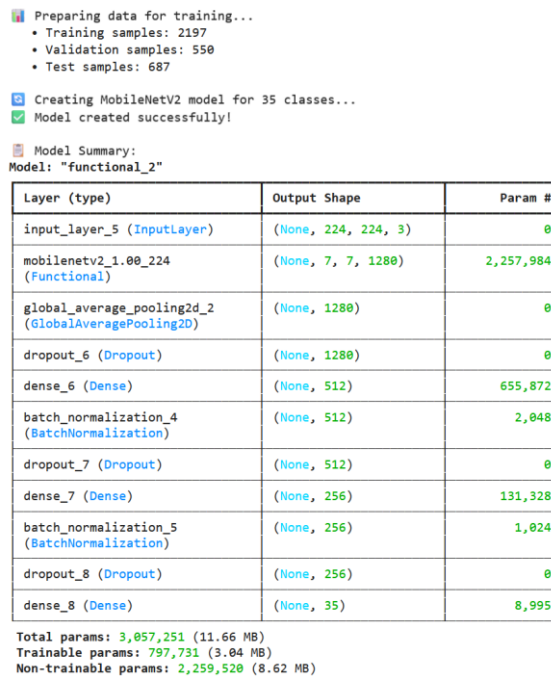 📊 Preparing data for training...
• Training samples: 2197
• Validation samples: 550
• Test samples: 687
🔄 Creating MobileNetV2 model for 35 classes...
✅ Model created successfully!
📋 Model Summary:
Model: "functional_2"
Layer (type) Output Shape Param #
input_layer_5 (InputLayer) (None, 224, 224, 3) 0
mobilenetv2_1.00_224 (None, 7, 7, 1280) 2,257,984
(Functional)
global_average_pooling2d_2 (None, 1280) 0
(GlobalAveragePooling2D)
dropout_6 (Dropout) (None, 1280) 0
dense_6 (Dense) (None, 512) 655,872
batch_normalization_4 (None, 512) 2,048
(BatchNormalization)
dropout_7 (Dropout) (None, 512) 0
dense_7 (Dense) (None, 256) 131,328
batch_normalization_5 (None, 256) 1,024
(BatchNormalization)
dropout_8 (Dropout) (None, 256) 0
dense_8 (Dense) (None, 35) 8,995
Total params: 3,057,251 (11.66 MB)
Trainable params: 797,731 (3.04 MB)
Non-trainable params: 2,259,520 (8.62 MB)